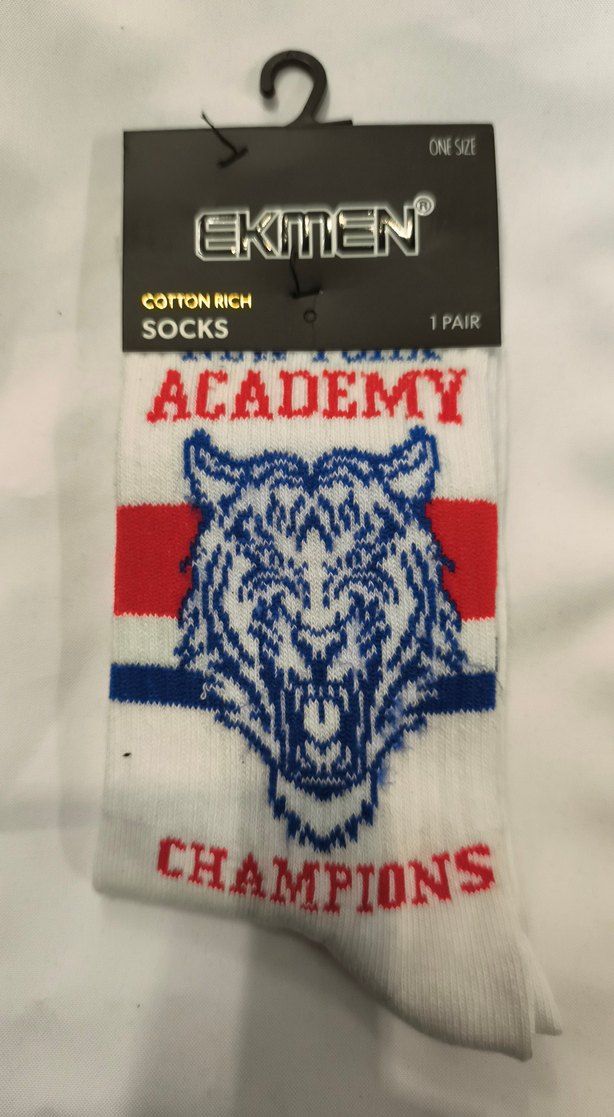 ONE SIZE
EKMEN®
COTTON RICH
SOCKS
1 PAIR
ACADEMY
CHAMPIONS